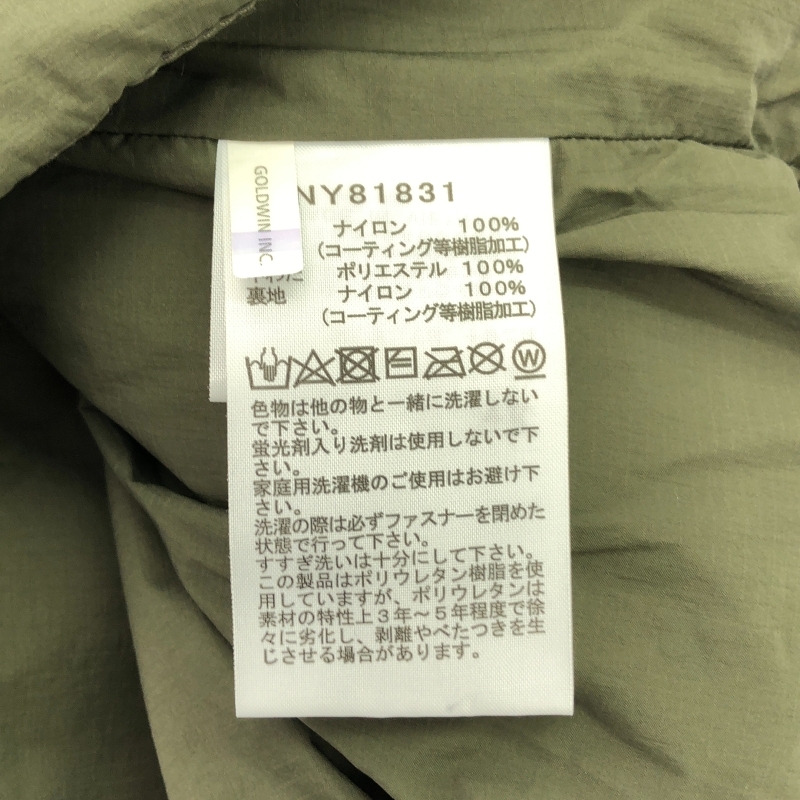 GOLDWIN INC.
NY81831
ナイロン 100%
(コーティング等樹脂加工)
ポリエステル 100%
裏地 ナイロン 100%
(コーティング等樹脂加工)
W
色物は他の物と一緒に洗濯しない
で下さい。
蛍光剤入り洗剤は使用しないで下
さい。
家庭用洗濯機のご使用はお避け下
さい。
洗濯の際は必ずファスナーを閉めた
状態で行って下さい。
すすぎ洗いは十分にして下さい。
この製品はポリウレタン樹脂を使
用していますが、ポリウレタンは
素材の特性上3年～5年程度で徐
々に劣化し、剥離やべたつきを生
じさせる場合があります。